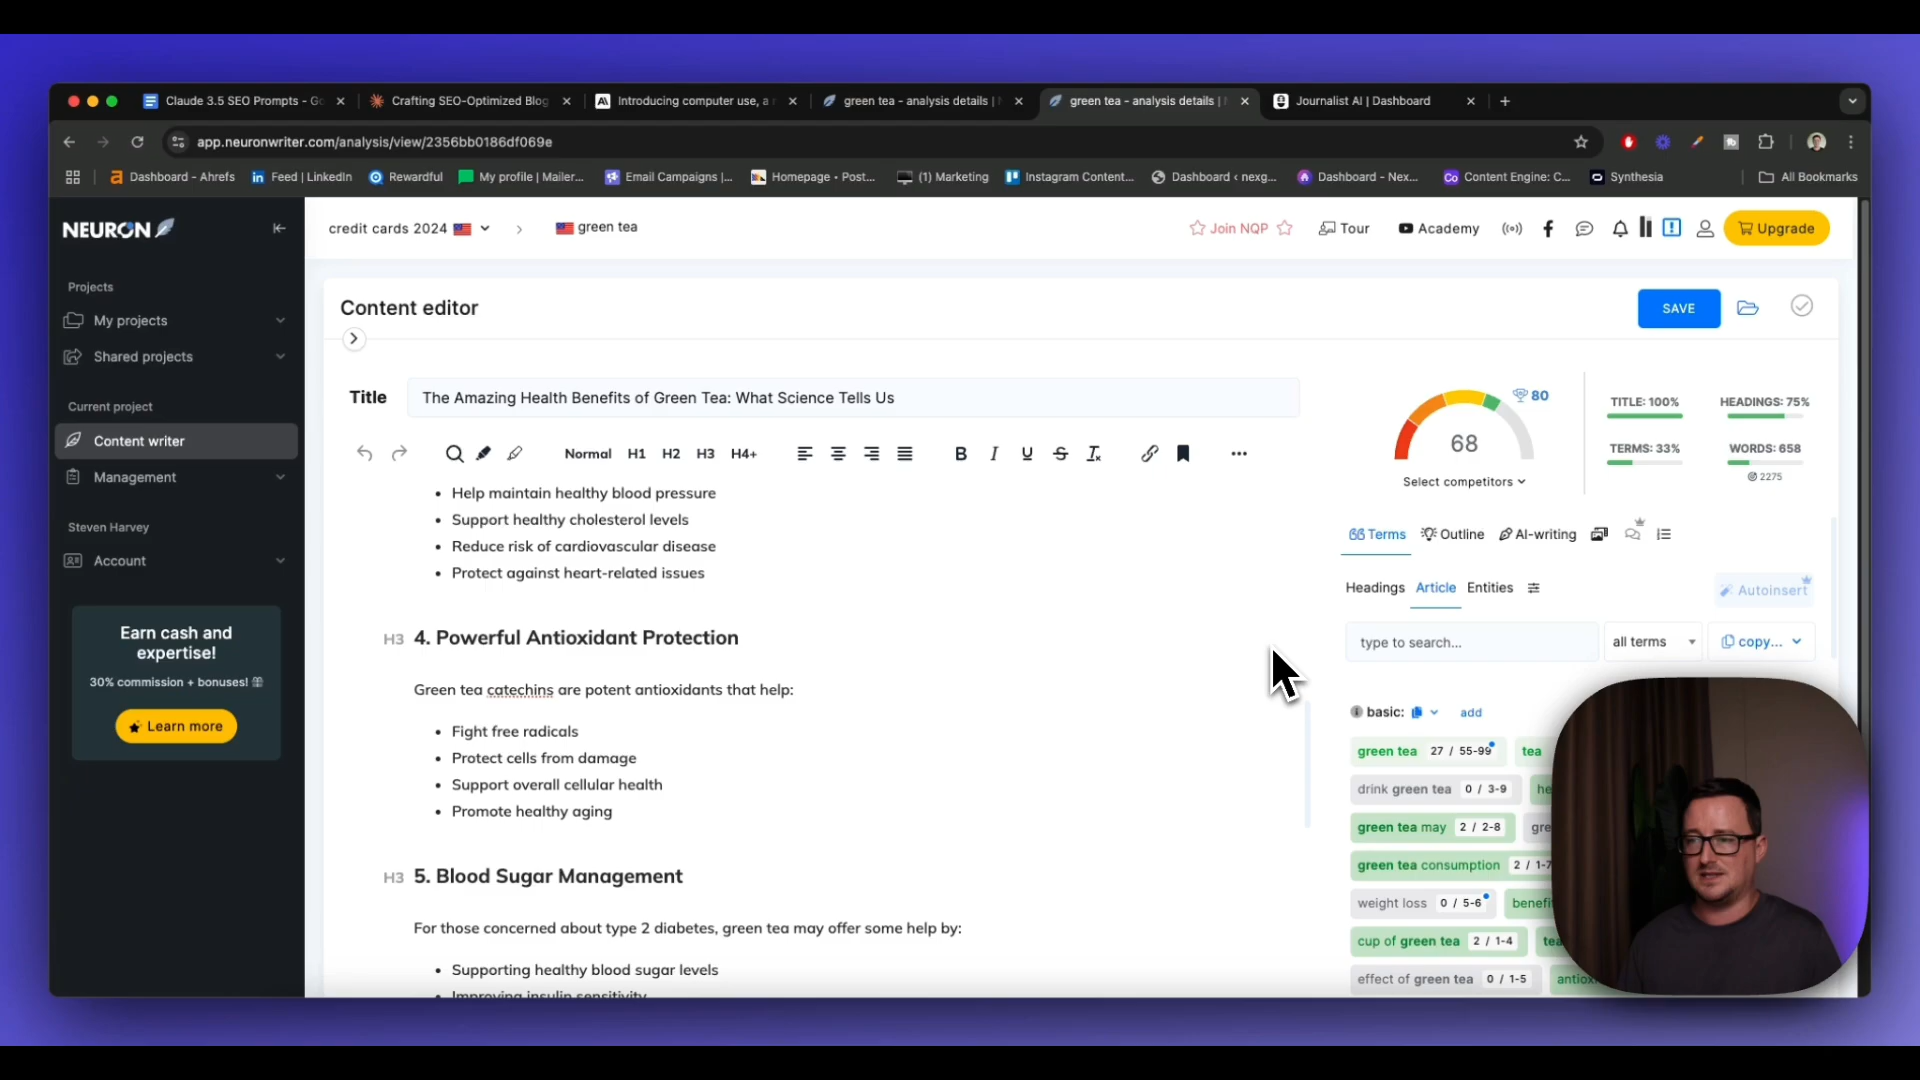 Claude 3.5 SEO Prompts - Go
Crafting SEO-Optimized Blog
Introducing computer use, a
green tea - analysis details |
green tea - analysis details |
Journalist AI | Dashboard
app.neuronwriter.com/analysis/view/2356bb0186df069e
Dashboard - Ahrefs
Feed | LinkedIn
Rewardful
My profile | Mailer...
Email Campaigns |...
Homepage • Post...
(1) Marketing
Instagram Content...
Dashboard ‹ nexg...
Dashboard - Nex...
Content Engine: C...
Synthesia
All Bookmarks
NEURON
credit cards 2024
green tea
Join NQP
Tour
Academy
Upgrade
Projects
My projects
Shared projects
Current project
Content writer
Management
Steven Harvey
Account
Earn cash and
expertise!
30% commission + bonuses!
Learn more
Content editor
SAVE
Title
The Amazing Health Benefits of Green Tea: What Science Tells Us
Normal H1 H2 H3 H4+
B I U S
• Help maintain healthy blood pressure
• Support healthy cholesterol levels
• Reduce risk of cardiovascular disease
• Protect against heart-related issues
H3 4. Powerful Antioxidant Protection
Green tea catechins are potent antioxidants that help:
• Fight free radicals
• Protect cells from damage
• Support overall cellular health
• Promote healthy aging
H3 5. Blood Sugar Management
For those concerned about type 2 diabetes, green tea may offer some help by:
• Supporting healthy blood sugar levels
• Improving insulin sensitivity
80
68
Select competitors
TITLE: 100%
HEADINGS: 75%
TERMS: 33%
WORDS: 658
2275
Terms
Outline
AI-writing
Headings
Article
Entities
Autoinsert
type to search...
all terms
copy...
basic:
add
green tea 27 / 55-99
tea
drink green tea 0 / 3-9
he
green tea may 2 / 2-8
gre
green tea consumption 2 / 1-7
weight loss 0 / 5-6
benefi
cup of green tea 2 / 1-4
tea
effect of green tea 0 / 1-5
antiox